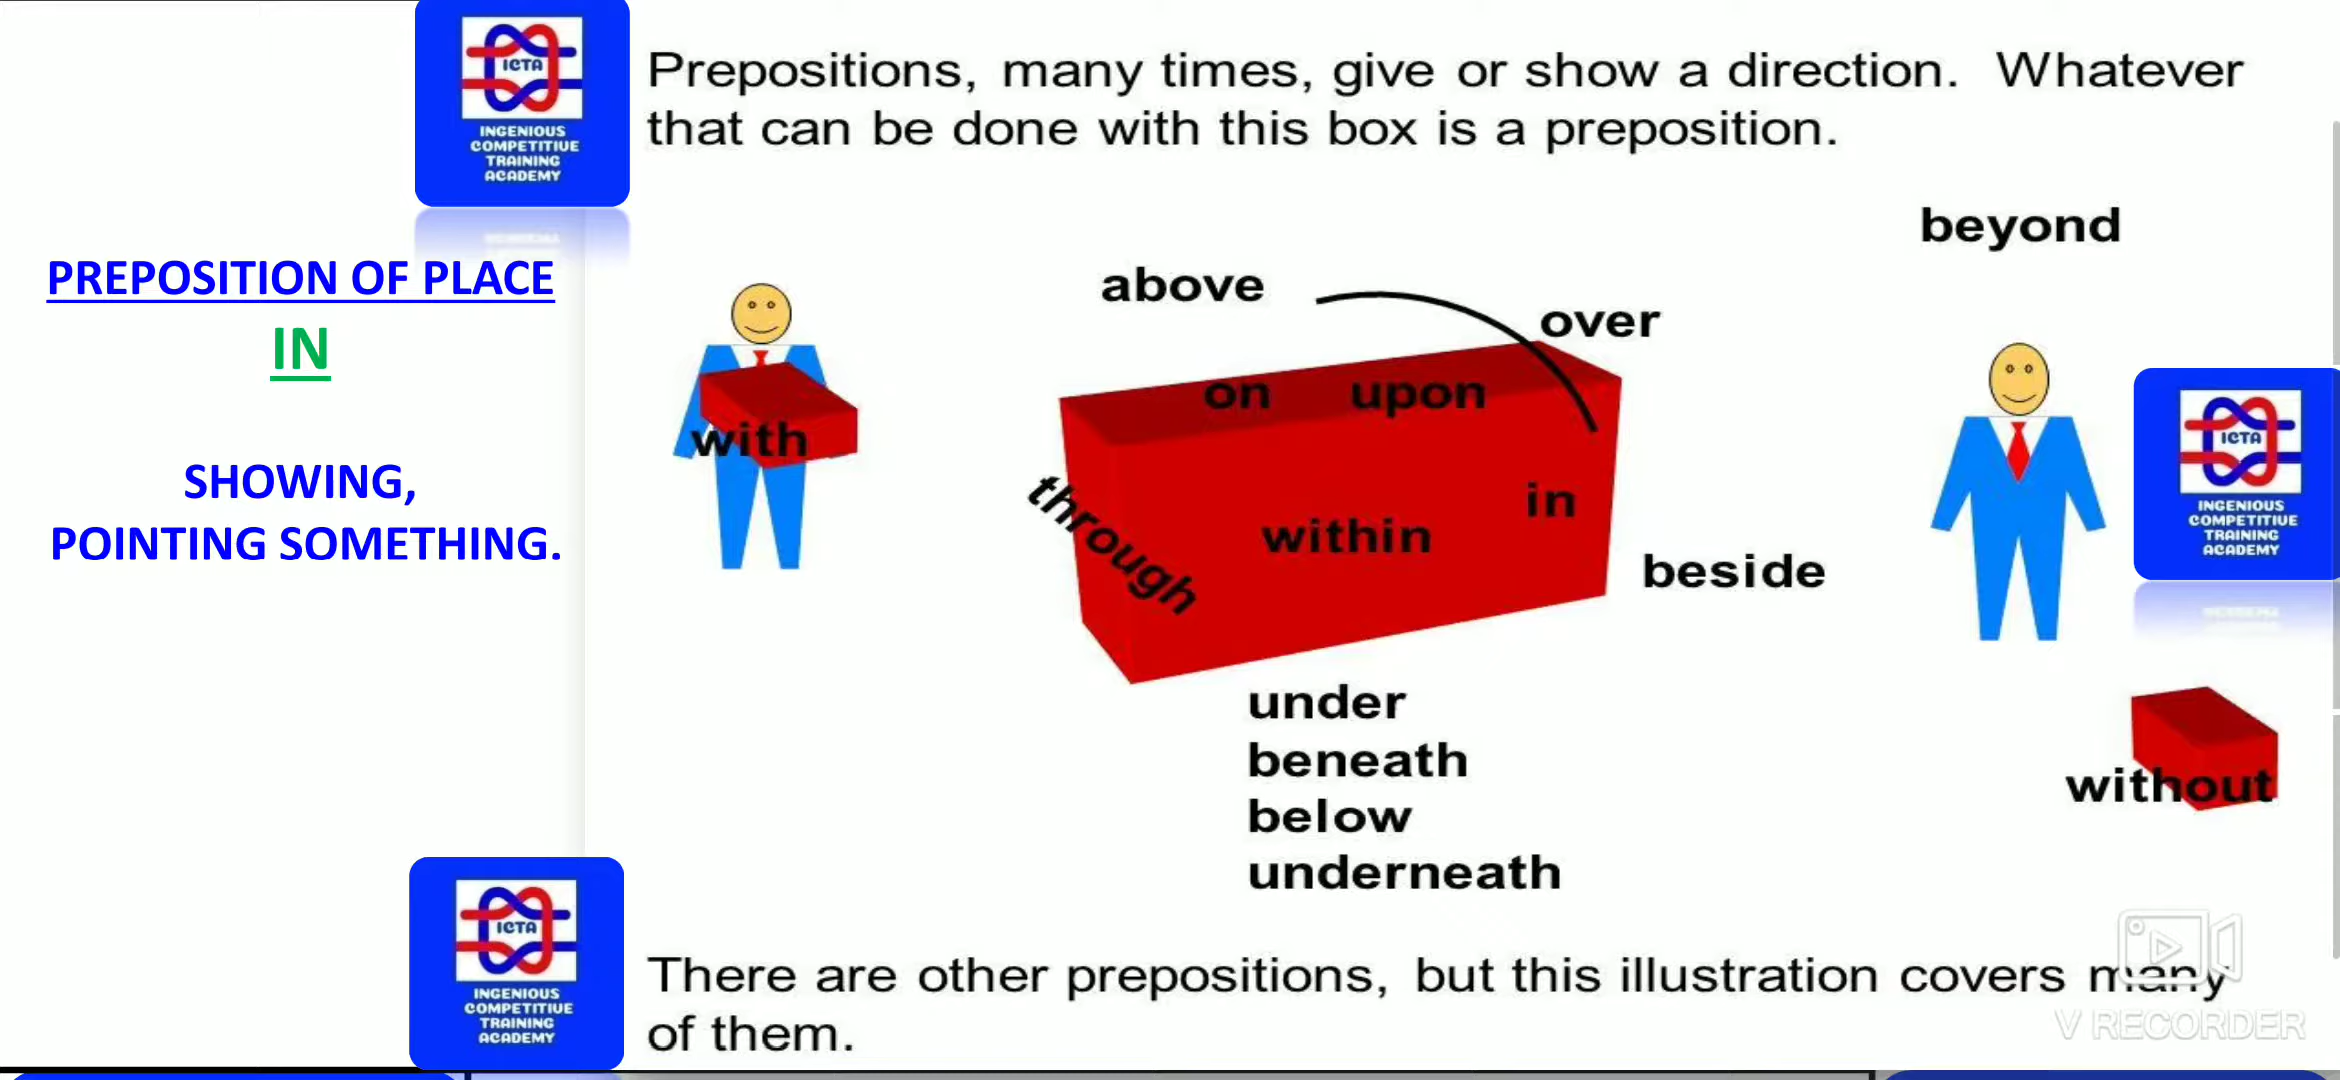 ICTA
INGENIOUS
COMPETITIUE
TRAINING
ACADEMY
Prepositions, many times, give or show a direction. Whatever
that can be done with this box is a preposition.
PREPOSITION OF PLACE
IN
SHOWING,
POINTING SOMETHING.
beyond
above
over
on upon
with
through
within
in
beside
ICTA
INGENIOUS
COMPETITIUE
TRAINING
ACADEMY
under
beneath
below
underneath
without
ICTA
INGENIOUS
COMPETITIUE
TRAINING
ACADEMY
There are other prepositions, but this illustration covers many
of them.
V RECORDER